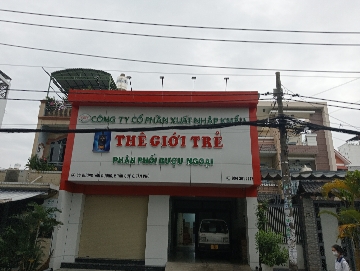 CÔNG TY CỔ PHẦN XUẤT NHẬP KHẨU
THẾ GIỚI TRẺ
PHÂN PHỐI RƯỢU NGOẠI